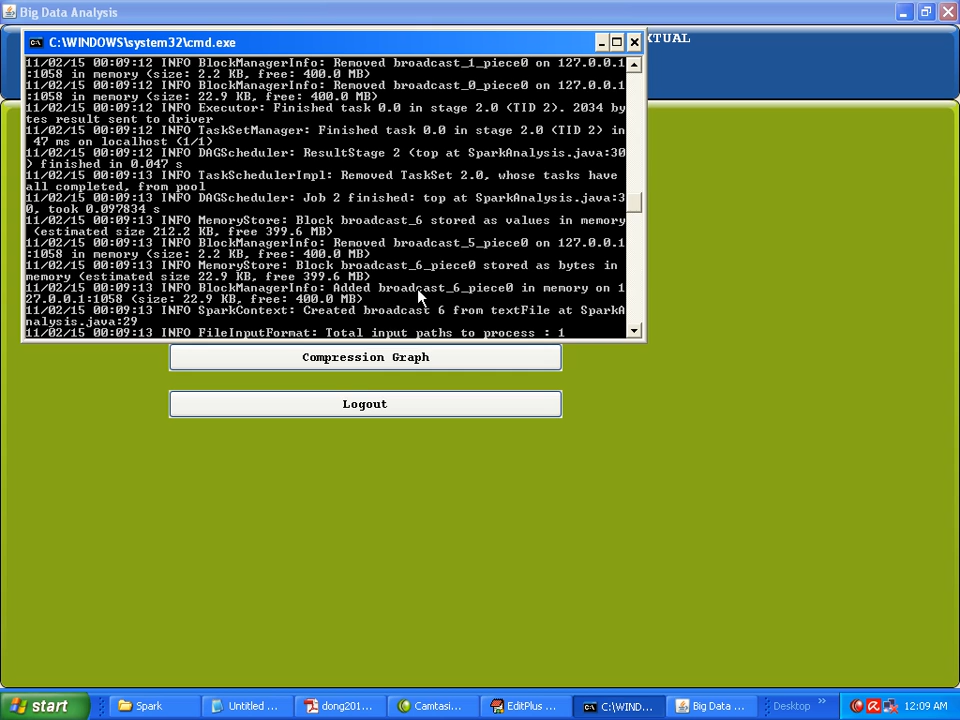 Big Data Analysis
XTUAL
C:\WINDOWS\system32\cmd.exe
11/02/15 00:09:12 INFO BlockManagerInfo: Removed broadcast_1_piece0 on 127.0.0.1
:1058 in memory (size: 2.2 KB, free: 400.0 MB)
11/02/15 00:09:12 INFO BlockManagerInfo: Removed broadcast_0_piece0 on 127.0.0.1
:1058 in memory (size: 22.9 KB, free: 400.0 MB)
11/02/15 00:09:12 INFO Executor: Finished task 0.0 in stage 2.0 (TID 2). 2034 by
tes result sent to driver
11/02/15 00:09:12 INFO TaskSetManager: Finished task 0.0 in stage 2.0 (TID 2) in
47 ms on localhost (1/1)
11/02/15 00:09:12 INFO DAGScheduler: ResultStage 2 (top at SparkAnalysis.java:30
) finished in 0.047 s
11/02/15 00:09:13 INFO TaskSchedulerImpl: Removed TaskSet 2.0, whose tasks have
all completed, from pool
11/02/15 00:09:13 INFO DAGScheduler: Job 2 finished: top at SparkAnalysis.java:3
0, took 0.097834 s
11/02/15 00:09:13 INFO MemoryStore: Block broadcast_6 stored as values in memory
(estimated size 212.2 KB, free 399.6 MB)
11/02/15 00:09:13 INFO BlockManagerInfo: Removed broadcast_5_piece0 on 127.0.0.1
:1058 in memory (size: 2.2 KB, free: 400.0 MB)
11/02/15 00:09:13 INFO MemoryStore: Block broadcast_6_piece0 stored as bytes in
memory (estimated size 22.9 KB, free 399.6 MB)
11/02/15 00:09:13 INFO BlockManagerInfo: Added broadcast_6_piece0 in memory on 1
27.0.0.1:1058 (size: 22.9 KB, free: 400.0 MB)
11/02/15 00:09:13 INFO SparkContext: Created broadcast 6 from textFile at SparkA
nalysis.java:29
11/02/15 00:09:13 INFO FileInputFormat: Total input paths to process : 1
Compression Graph
Logout
start
Spark
Untitled ...
dong201...
Camtasi...
EditPlus ...
C:\WIND...
Big Data ...
Desktop
12:09 AM